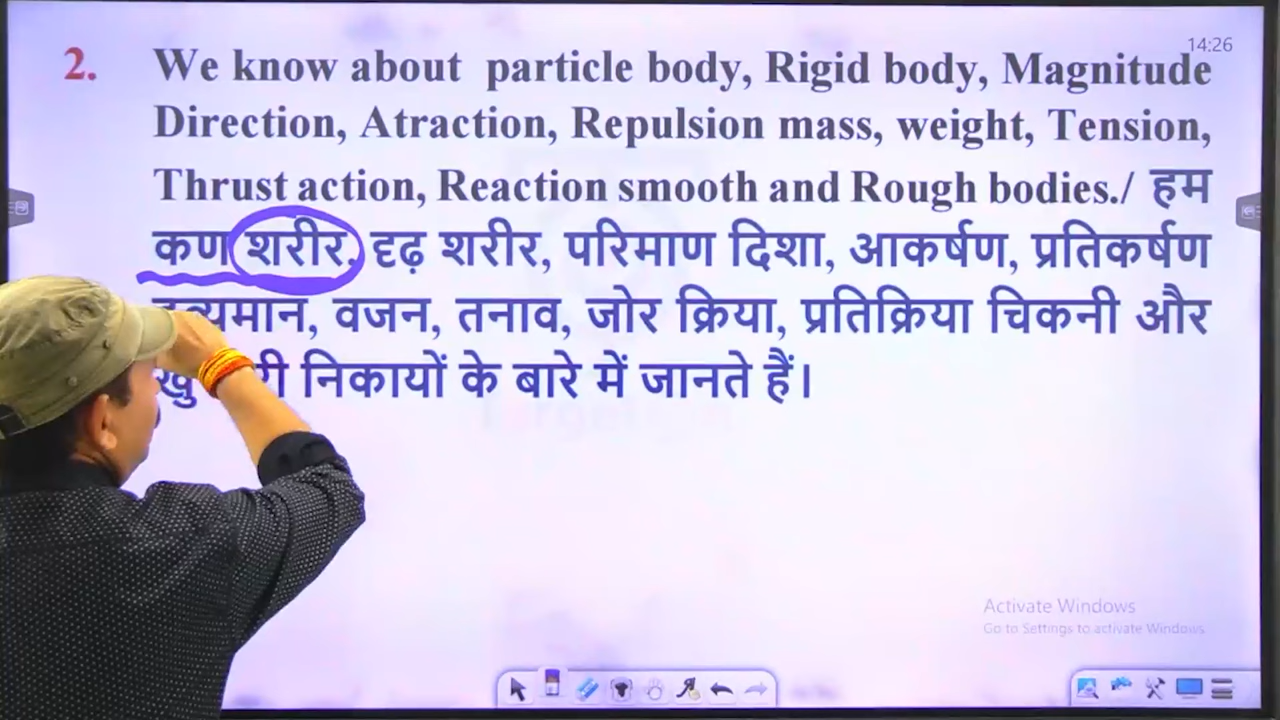 14:26
2. We know about particle body, Rigid body, Magnitude
Direction, Atraction, Repulsion mass, weight, Tension,
Thrust action, Reaction smooth and Rough bodies./ हम
कण शरीर, दृढ़ शरीर, परिमाण दिशा, आकर्षण, प्रतिकर्षण
वजन, तनाव, जोर क्रिया, प्रतिक्रिया चिकनी और
निकायों के बारे में जानते हैं।
Activate Windows
Go to Settings to activate Windows.